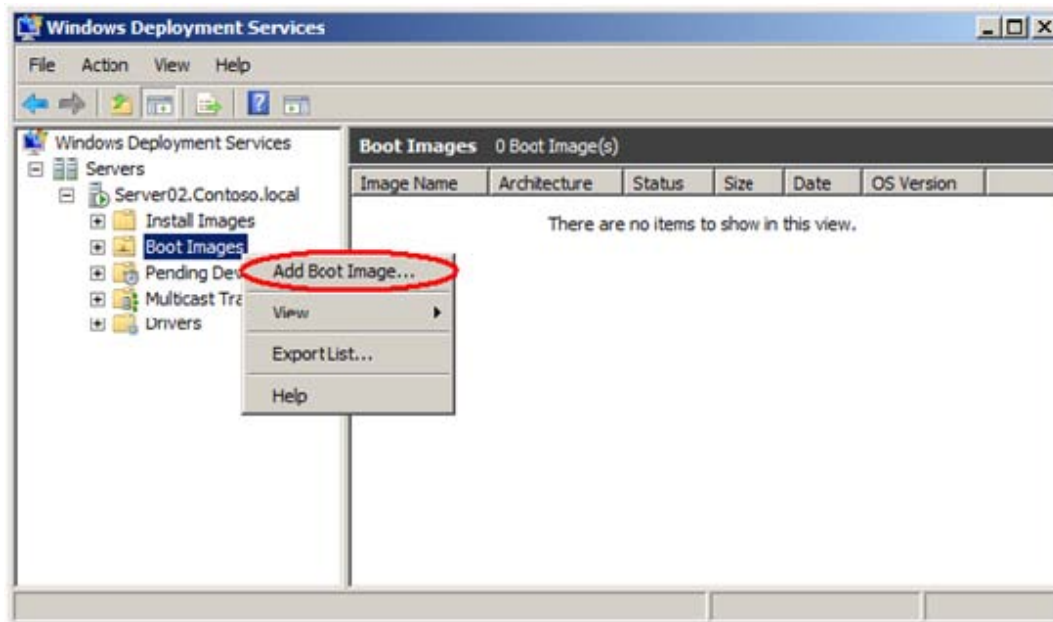 Windows Deployment Services
File Action View Help
Windows Deployment Services
Servers
Server02.Contoso.local
Install Images
Boot Images
Pending Dev
Multicast Tra
Drivers
Add Boot Image...
View
Export List...
Help
Boot Images 0 Boot Image(s)
Image Name Architecture Status Size Date OS Version
There are no items to show in this view.